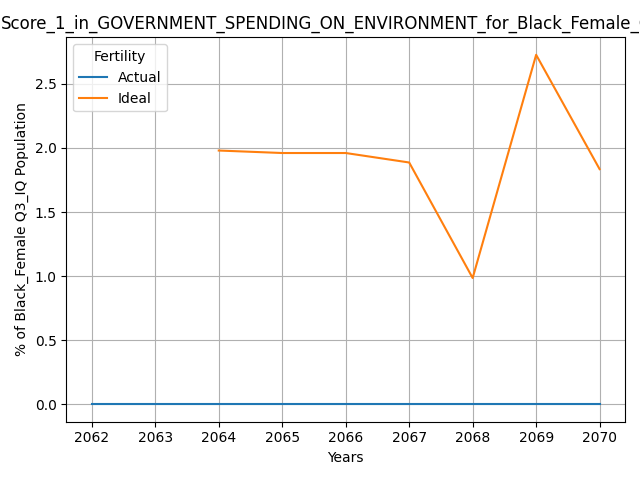 Score_1_in_GOVERNMENT_SPENDING_ON_ENVIRONMENT_for_Black_Female_
Fertility
Actual
Ideal
2.5
2.0
1.5
1.0
0.5
0.0
% of Black_Female Q3_IQ Population
2062 2063 2064 2065 2066 2067 2068 2069 2070
Years